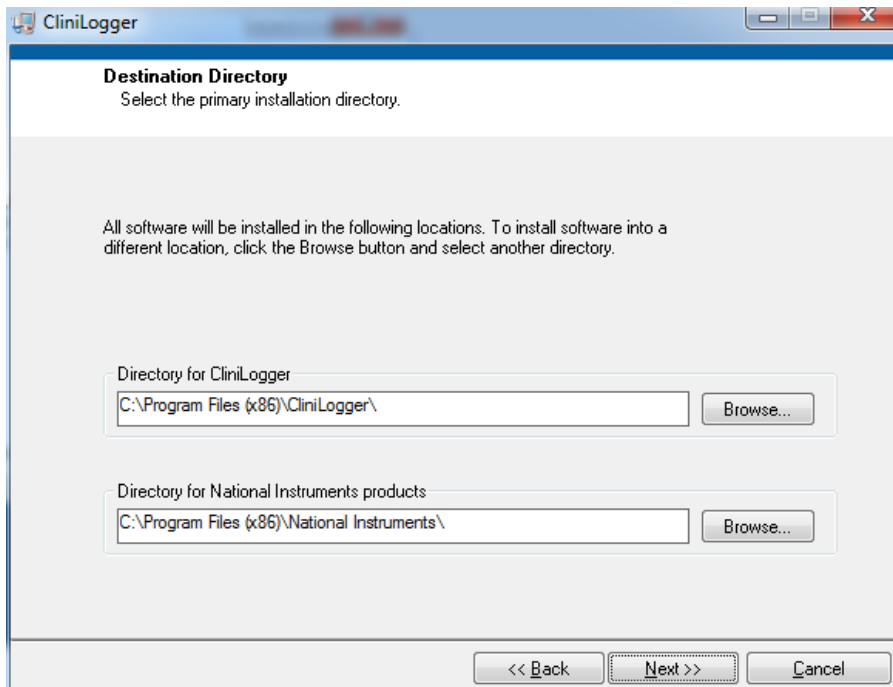 CliniLogger
Destination Directory
Select the primary installation directory.
All software will be installed in the following locations. To install software into a
different location, click the Browse button and select another directory.
Directory for CliniLogger
C:\Program Files (x86)\CliniLogger\
Browse...
Directory for National Instruments products
C:\Program Files (x86)\National Instruments\
Browse...
<< Back
Next >>
Cancel